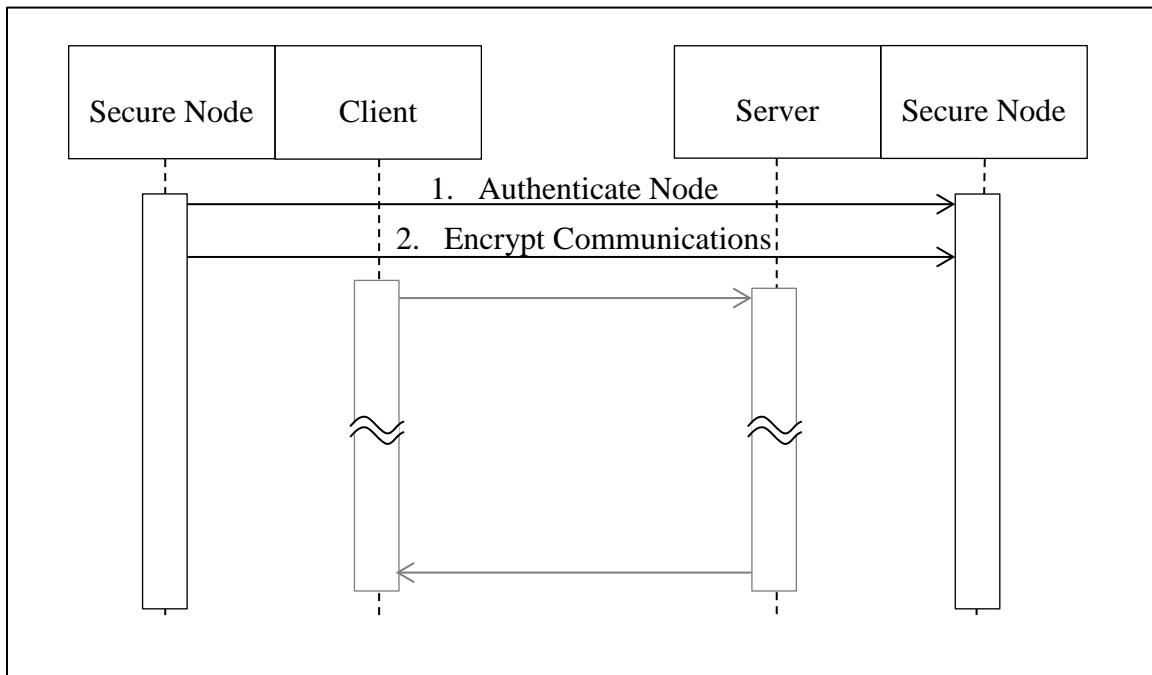 Secure Node Client Server Secure Node
1. Authenticate Node
2. Encrypt Communications